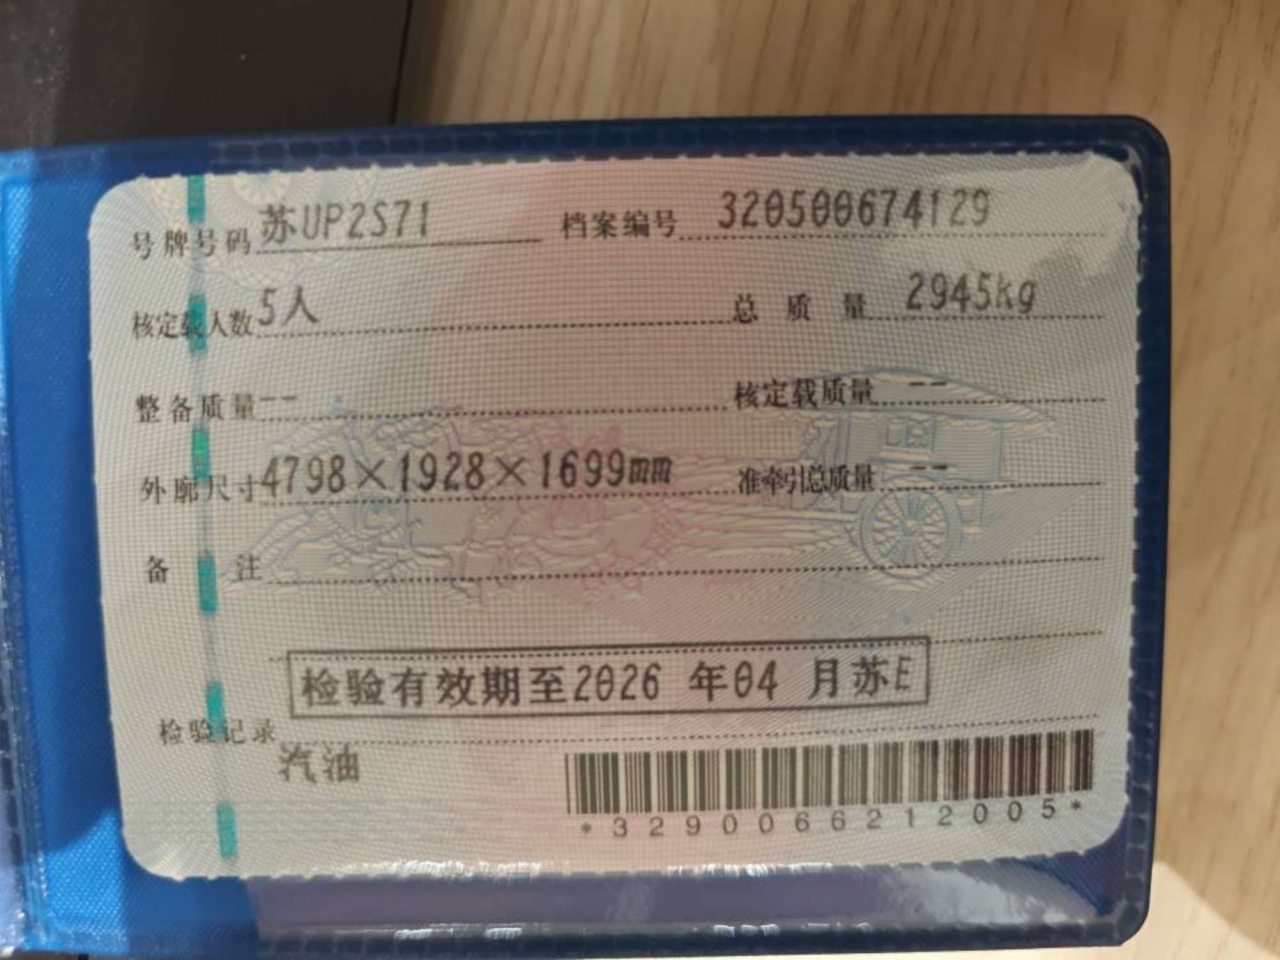 号牌号码 苏UP2S71 档案编号 320500674129
核定载人数 5人 总质量 2945kg
整备质量 -- 核定载质量 --
外廓尺寸 4798×1928×1699mm 准牵引总质量 --
备注
检验有效期至2026 年04 月苏E
检验记录
汽油
*3290066212005*